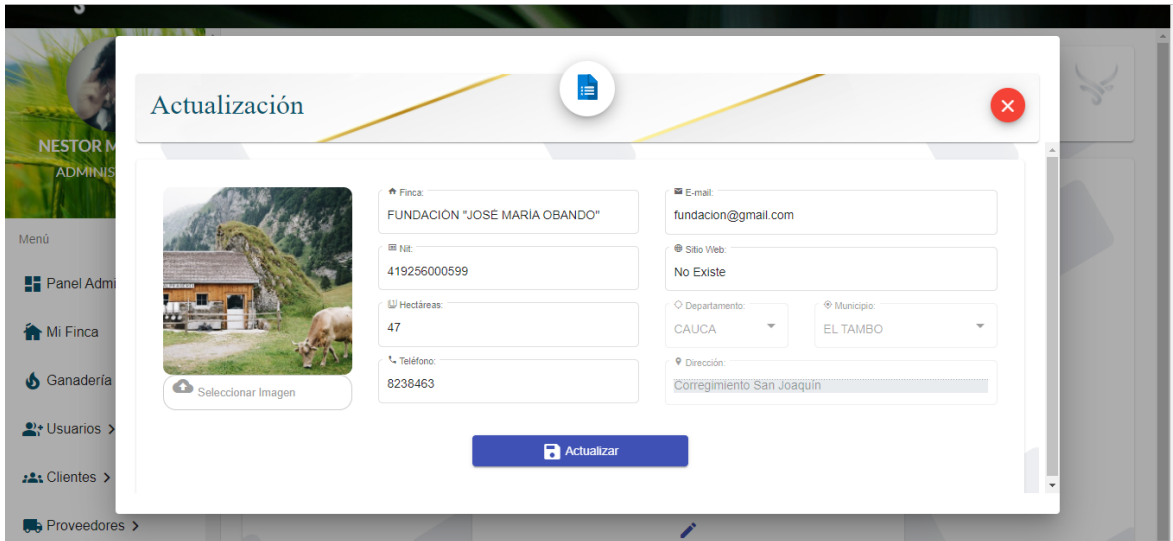 Actualización
NESTOR M
ADMINIS
Menú
Panel Admi
Mi Finca
Ganadería
Usuarios
Clientes
Proveedores
Seleccionar Imagen
Finca:
FUNDACIÓN "JOSÉ MARÍA OBANDO"
Nit:
419256000599
Hectáreas:
47
Teléfono:
8238463
E-mail:
fundacion@gmail.com
Sitio Web:
No Existe
Departamento:
CAUCA
Municipio:
EL TAMBO
Dirección:
Corregimiento San Joaquín
Actualizar